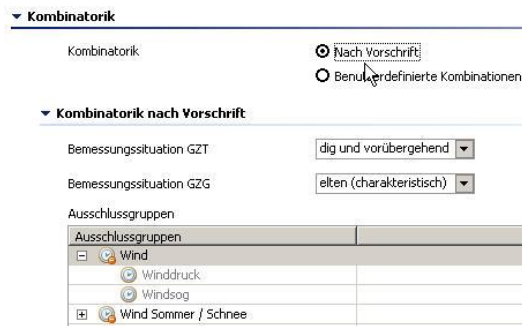 Kombinatorik
Kombinatorik
Nach Vorschrift
Benutzerdefinierte Kombinationen
Kombinatorik nach Vorschrift
Bemessungssituation GZT
dig und vorübergehend
Bemessungssituation GZG
elten (charakteristisch)
Ausschlussgruppen
Ausschlussgruppen
Wind
Winddruck
Windsog
Wind Sommer / Schnee